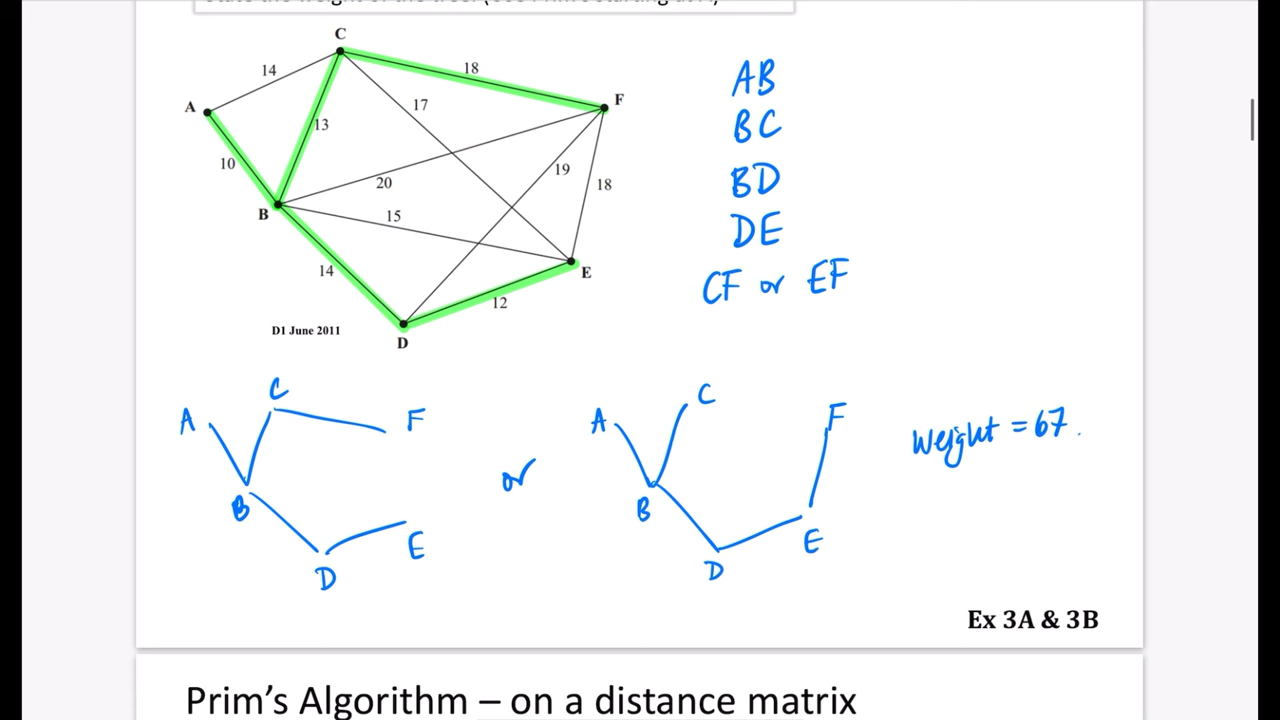 C
14
18
A
F
17
13
10
19
20
18
B
15
14
E
12
D1 June 2011
D
AB
BC
BD
DE
CF or EF
A
C
F
B
D
E
or
A
C
F
B
D
E
Weight = 67.
Ex 3A & 3B
Prim's Algorithm – on a distance matrix